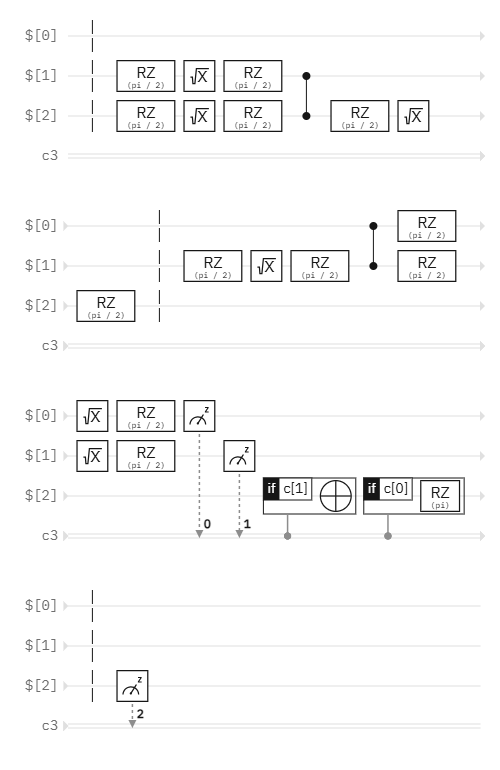 $[0]
$[1] RZ (pi / 2) √X RZ (pi / 2)
$[2] RZ (pi / 2) √X RZ (pi / 2) RZ (pi / 2) √X
c3
$[0] RZ (pi / 2)
$[1] RZ (pi / 2) √X RZ (pi / 2) RZ (pi / 2)
$[2] RZ (pi / 2)
c3
$[0] √X RZ (pi / 2) z
$[1] √X RZ (pi / 2) z
$[2] if c[1] if c[0] RZ (pi)
c3 0 1
$[0]
$[1]
$[2] z
c3 2